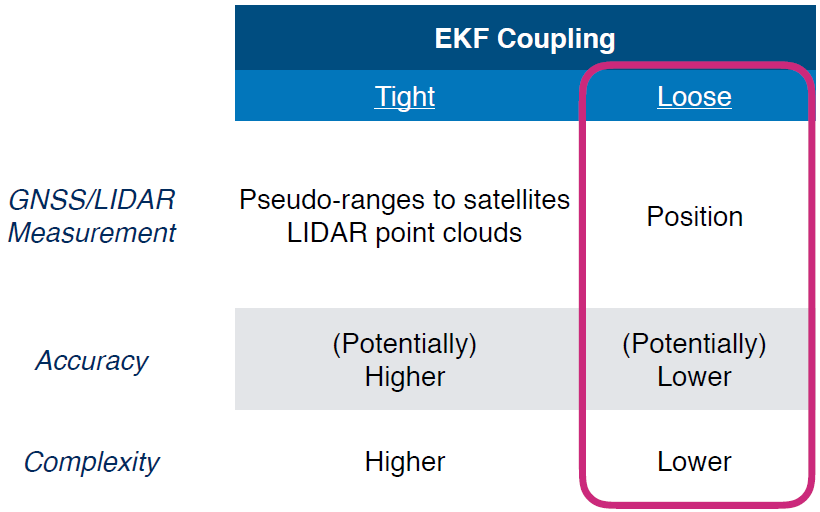 EKF Coupling
Tight
Loose
GNSS/LIDAR
Measurement
Pseudo-ranges to satellites
LIDAR point clouds
Position
Accuracy
(Potentially)
Higher
(Potentially)
Lower
Complexity
Higher
Lower